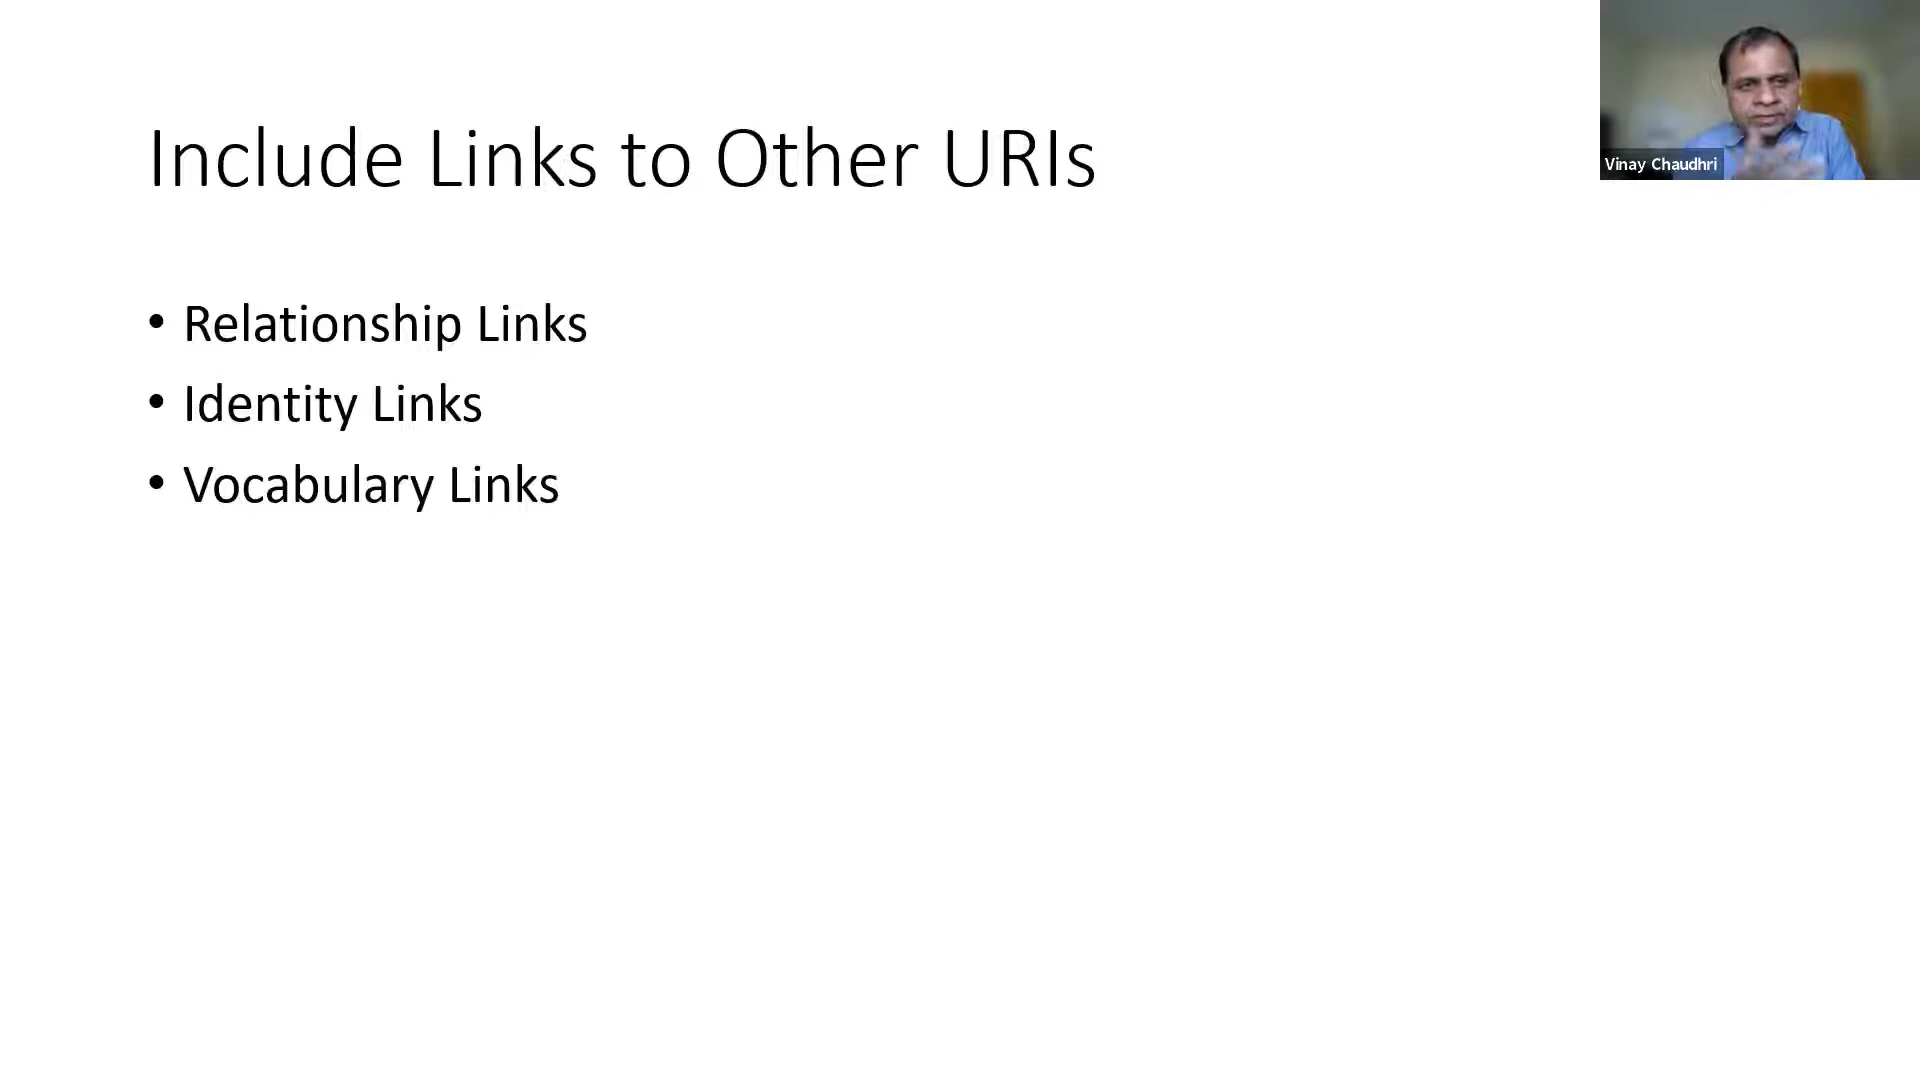 Include Links to Other URIs
• Relationship Links
• Identity Links
• Vocabulary Links
Vinay Chaudhri